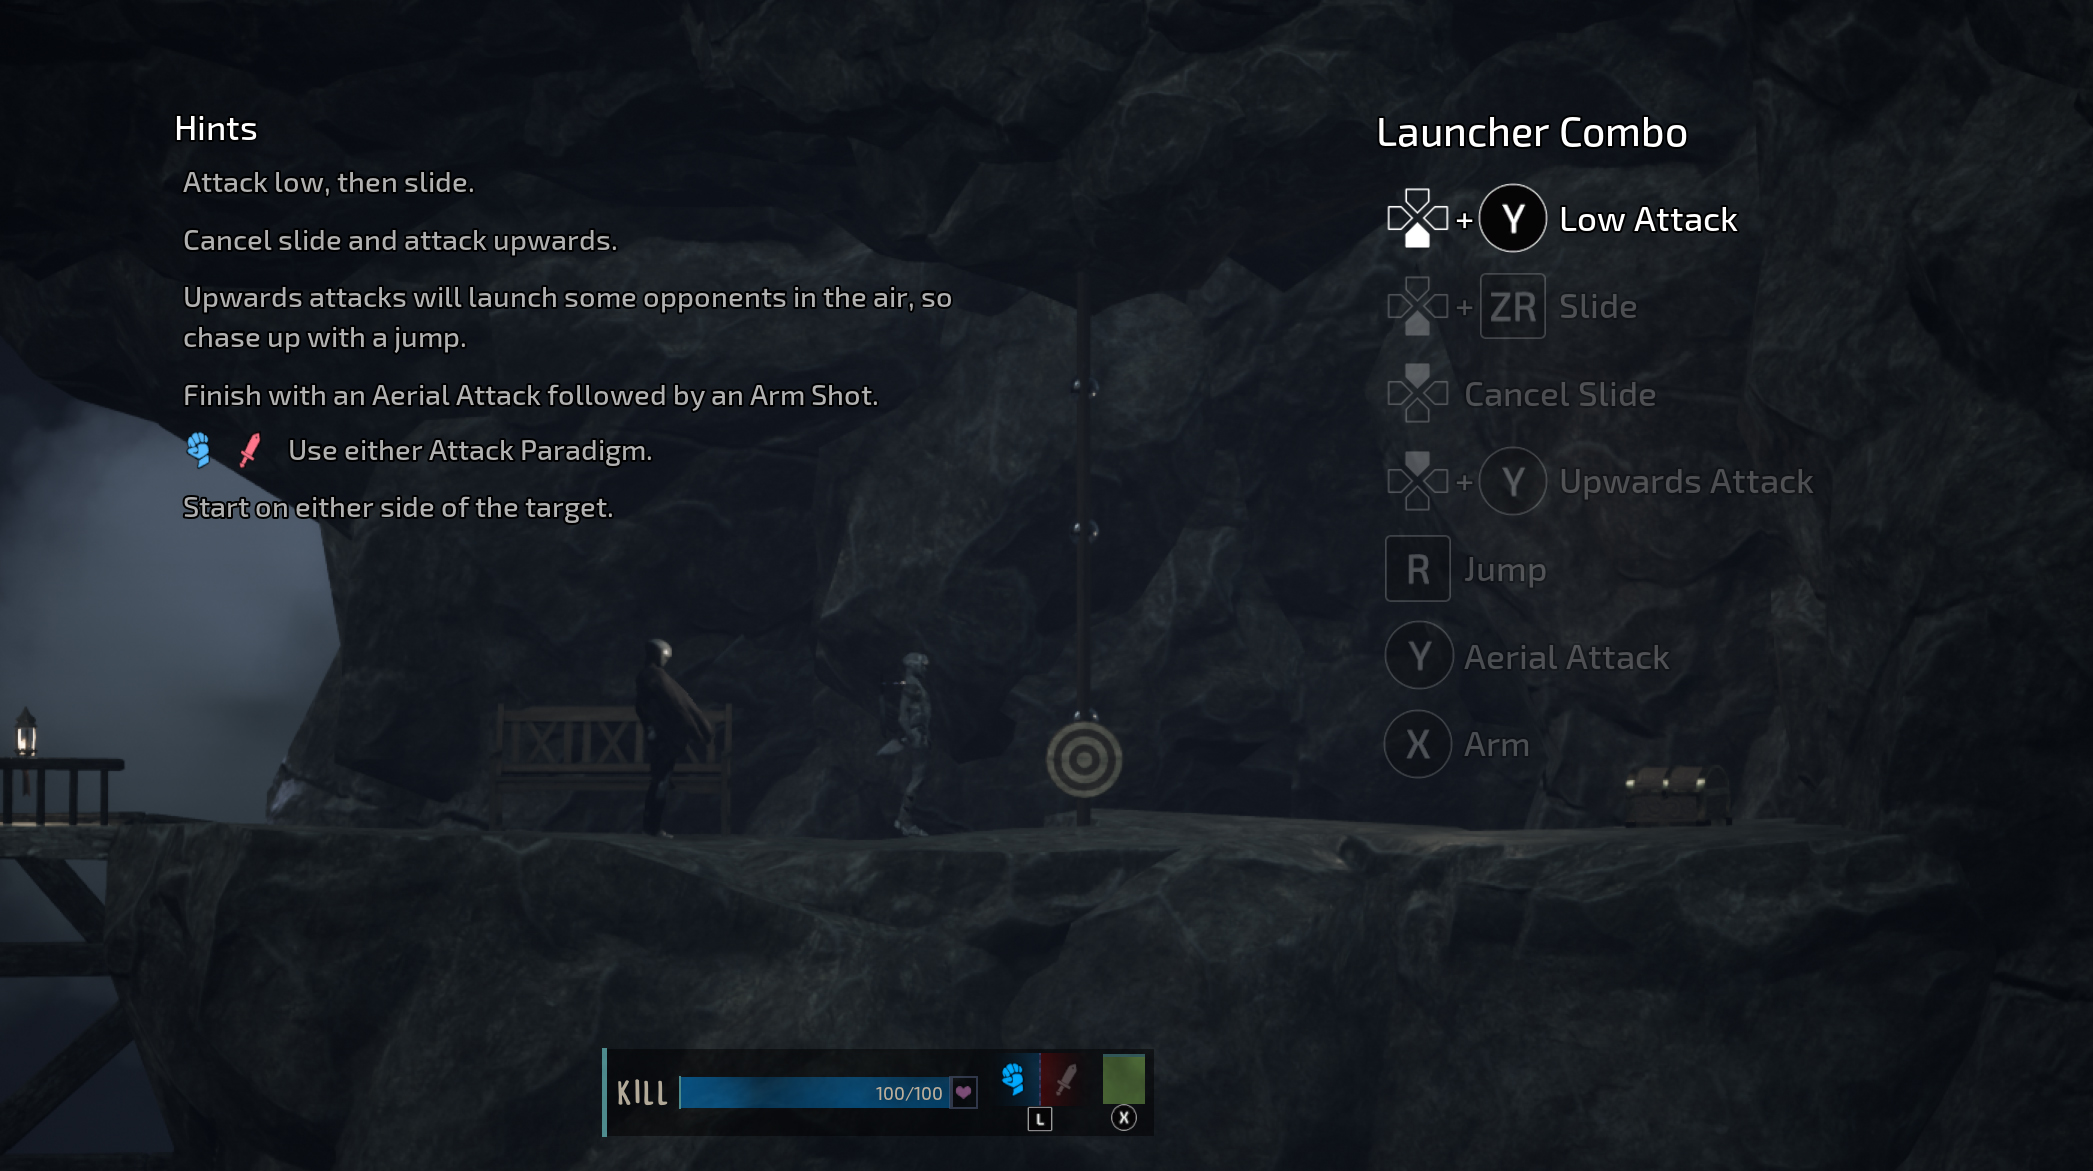 Hints
Attack low, then slide.
Cancel slide and attack upwards.
Upwards attacks will launch some opponents in the air, so
chase up with a jump.
Finish with an Aerial Attack followed by an Arm Shot.
Use either Attack Paradigm.
Start on either side of the target.
Launcher Combo
+ Y Low Attack
+ ZR Slide
Cancel Slide
+ Y Upwards Attack
R Jump
Y Aerial Attack
X Arm
KILL 100/100
L X